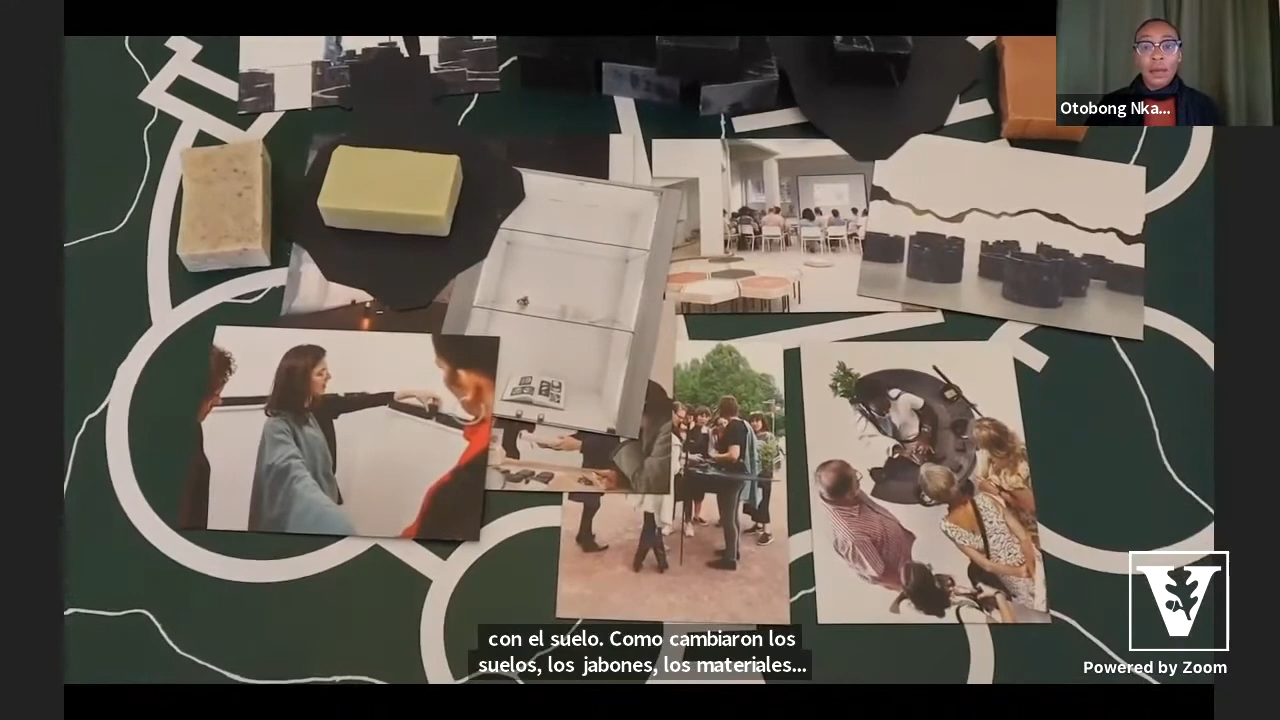 Otobong Nka...
con el suelo. Como cambiaron los
suelos, los jabones, los materiales...
V
Powered by Zoom